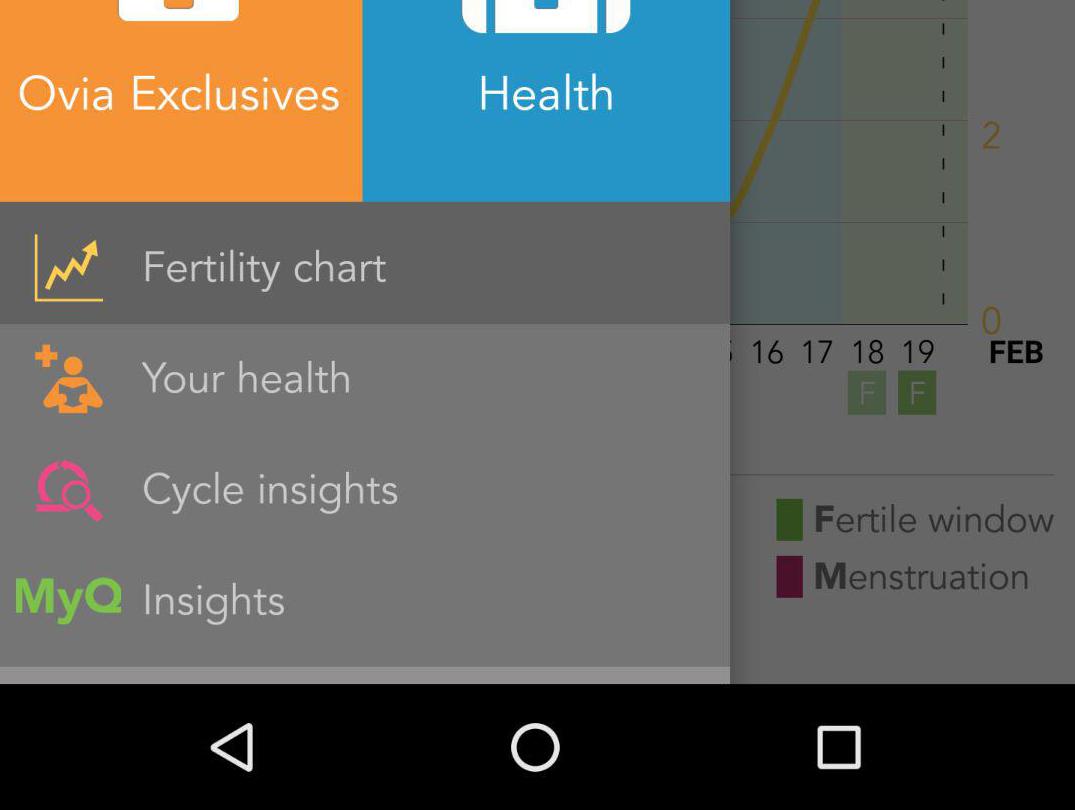 Ovia Exclusives
Health
Fertility chart
Your health
Cycle insights
MyQ Insights
2
0
16 17 18 19 FEB
F F
Fertile window
Menstruation